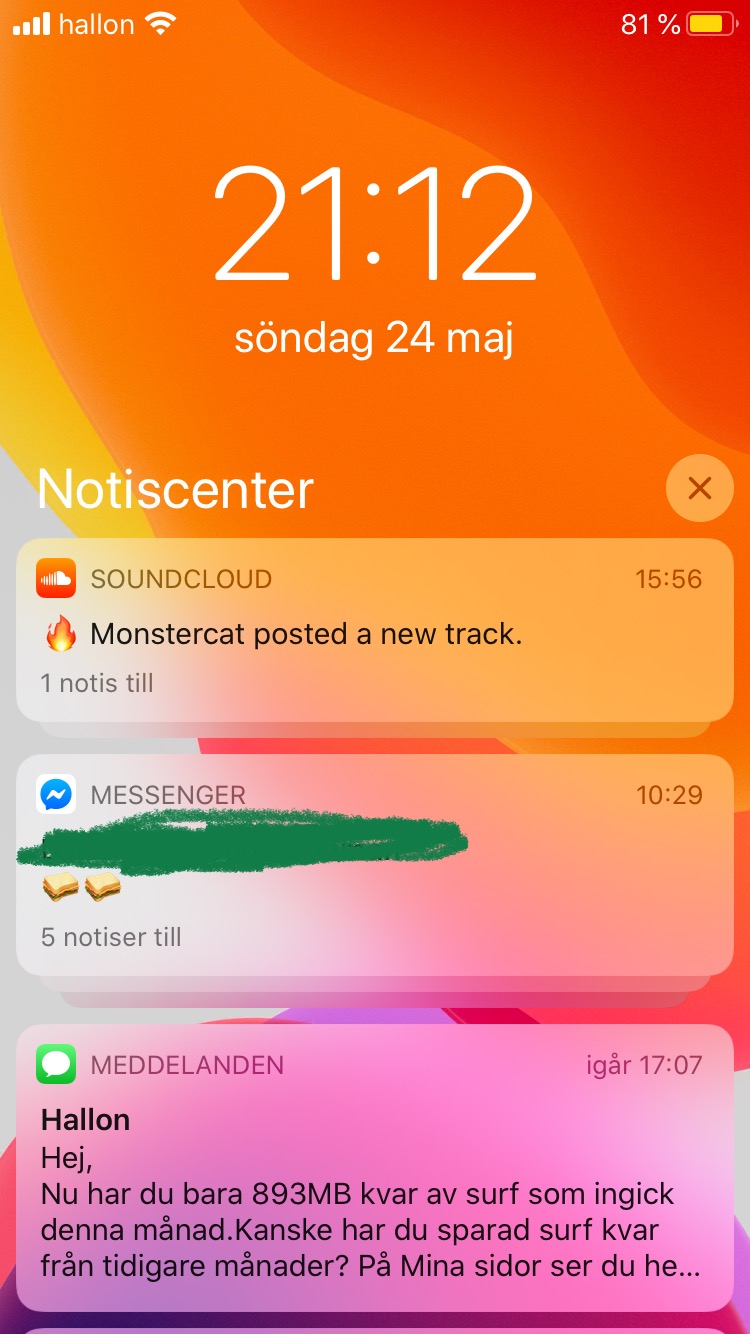 hallon 81 %
21:12
söndag 24 maj
Notiscenter
SOUNDCLOUD 15:56
🔥 Monstercat posted a new track.
1 notis till
MESSENGER 10:29
🥪🥪
5 notiser till
MEDDELANDEN igår 17:07
Hallon
Hej,
Nu har du bara 893MB kvar av surf som ingick
denna månad.Kanske har du sparad surf kvar
från tidigare månader? På Mina sidor ser du he...